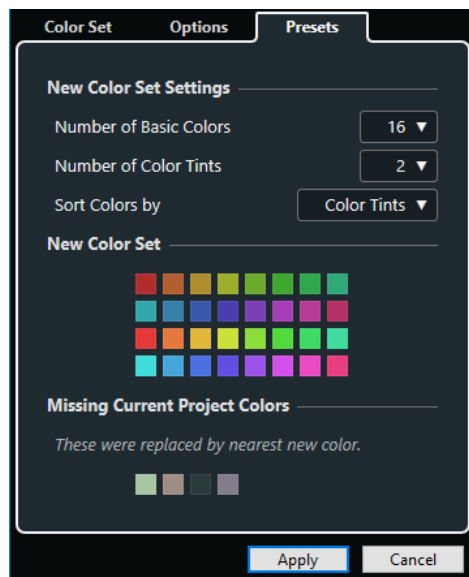 Color Set Options Presets
New Color Set Settings
Number of Basic Colors 16
Number of Color Tints 2
Sort Colors by Color Tints
New Color Set
Missing Current Project Colors
These were replaced by nearest new color.
Apply Cancel